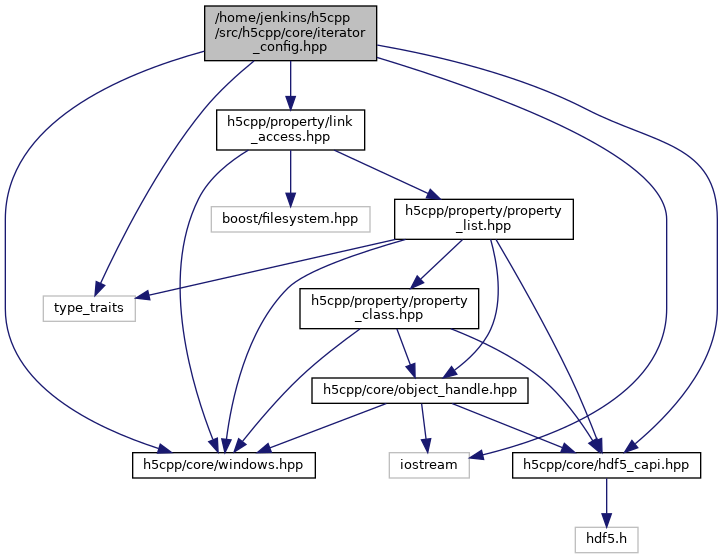 /home/jenkins/h5cpp
/src/h5cpp/core/iterator
_config.hpp
h5cpp/property/link
_access.hpp
boost/filesystem.hpp
h5cpp/property/property
_list.hpp
type_traits
h5cpp/property/property
_class.hpp
h5cpp/core/object_handle.hpp
h5cpp/core/windows.hpp
iostream
h5cpp/core/hdf5_capi.hpp
hdf5.h